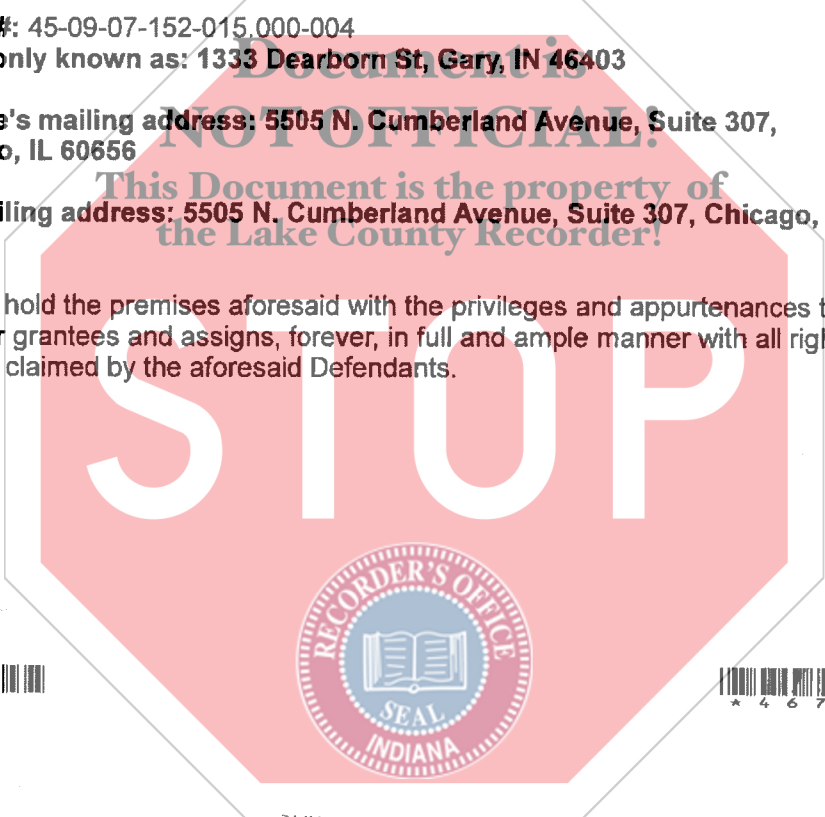 #: 45-09-07-152-015.000-004
only known as: 1333 Dearborn St, Gary, IN 46403
Document is
e's mailing address: 5505 N. Cumberland Avenue, Suite 307,
NOT OFFICIAL!
o, IL 60656
This Document is the property of
iling address: 5505 N. Cumberland Avenue, Suite 307, Chicago,
the Lake County Recorder!
hold the premises aforesaid with the privileges and appurtenances t
r grantees and assigns, forever, in full and ample manner with all righ
claimed by the aforesaid Defendants.
STOP
RECORDER'S OFFICE
SEAL
INDIANA
* 4 6 7